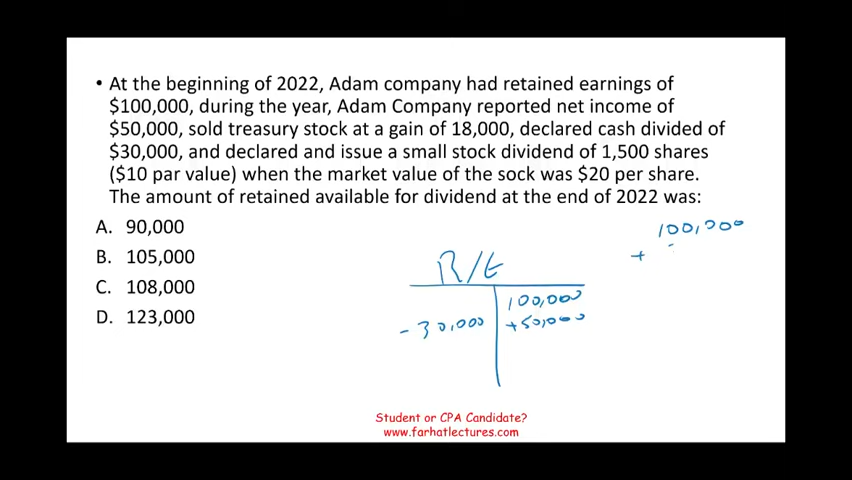 • At the beginning of 2022, Adam company had retained earnings of
$100,000, during the year, Adam Company reported net income of
$50,000, sold treasury stock at a gain of 18,000, declared cash divided of
$30,000, and declared and issue a small stock dividend of 1,500 shares
($10 par value) when the market value of the sock was $20 per share.
The amount of retained available for dividend at the end of 2022 was:
A. 90,000
B. 105,000
C. 108,000
D. 123,000
100,000
+
R/E
100,000
-30,000 +50,000
Student or CPA Candidate?
www.farhatlectures.com